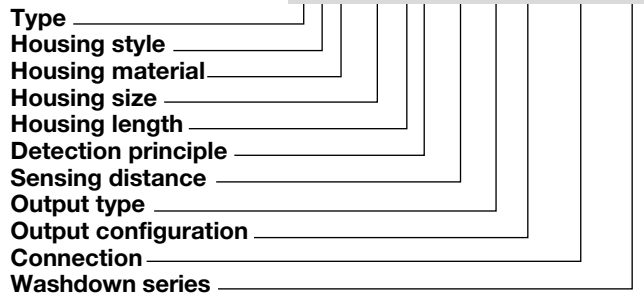 Type
Housing style
Housing material
Housing size
Housing length
Detection principle
Sensing distance
Output type
Output configuration
Connection
Washdown series